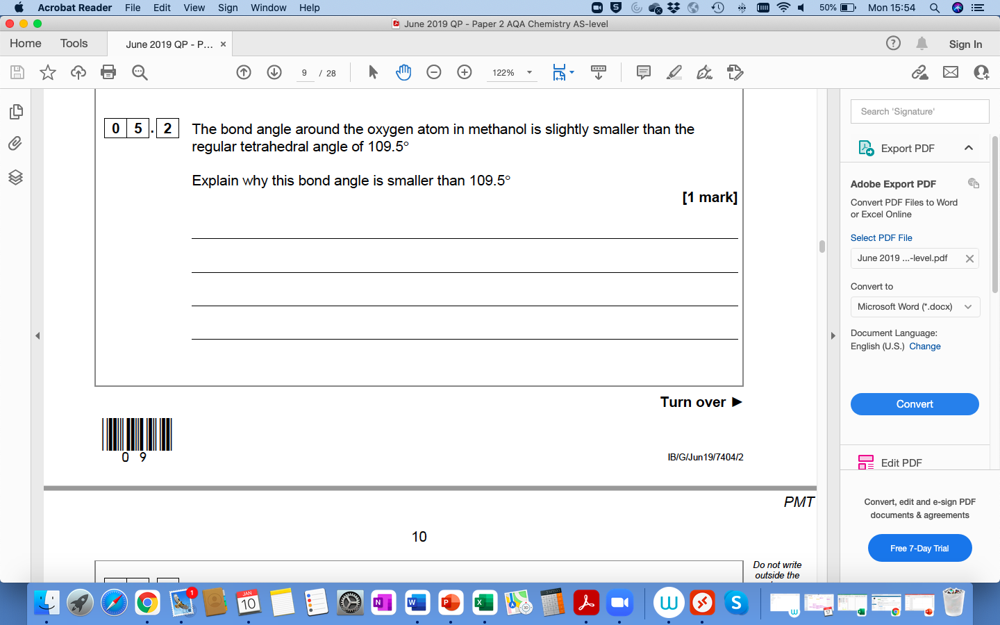 Acrobat Reader File Edit View Sign Window Help 50% Mon 15:54
June 2019 QP - Paper 2 AQA Chemistry AS-level
Home Tools June 2019 QP - P... × Sign In
9 / 28 122%
0 5 . 2 The bond angle around the oxygen atom in methanol is slightly smaller than the
regular tetrahedral angle of 109.5°
Explain why this bond angle is smaller than 109.5°
[1 mark]
Turn over ►
0 9
IB/G/Jun19/7404/2
PMT
10
Do not write
outside the
Search 'Signature'
Export PDF
Adobe Export PDF
Convert PDF Files to Word
or Excel Online
Select PDF File
June 2019 ...-level.pdf
Convert to
Microsoft Word (*.docx)
Document Language:
English (U.S.) Change
Convert
Edit PDF
Convert, edit and e-sign PDF
documents & agreements
Free 7-Day Trial
1
JAN
10